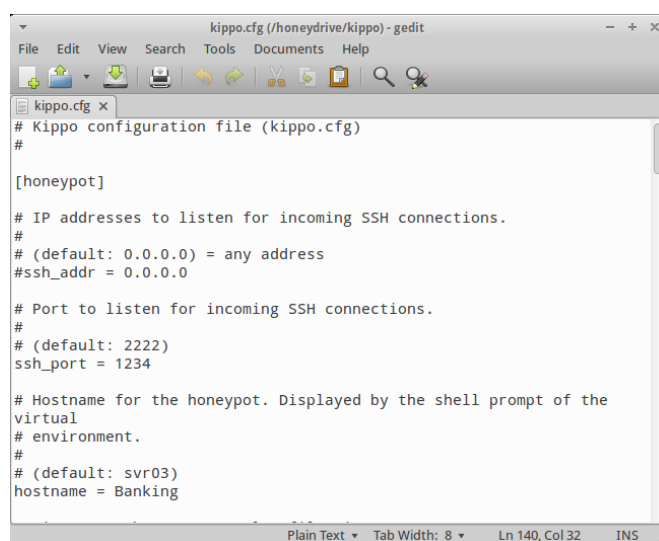 kippo.cfg (/honeydrive/kippo) - gedit
File Edit View Search Tools Documents Help
kippo.cfg ×
# Kippo configuration file (kippo.cfg)
#
[honeypot]
# IP addresses to listen for incoming SSH connections.
#
# (default: 0.0.0.0) = any address
#ssh_addr = 0.0.0.0
# Port to listen for incoming SSH connections.
#
# (default: 2222)
ssh_port = 1234
# Hostname for the honeypot. Displayed by the shell prompt of the
virtual
# environment.
#
# (default: svr03)
hostname = Banking
Plain Text Tab Width: 8 Ln 140, Col 32 INS